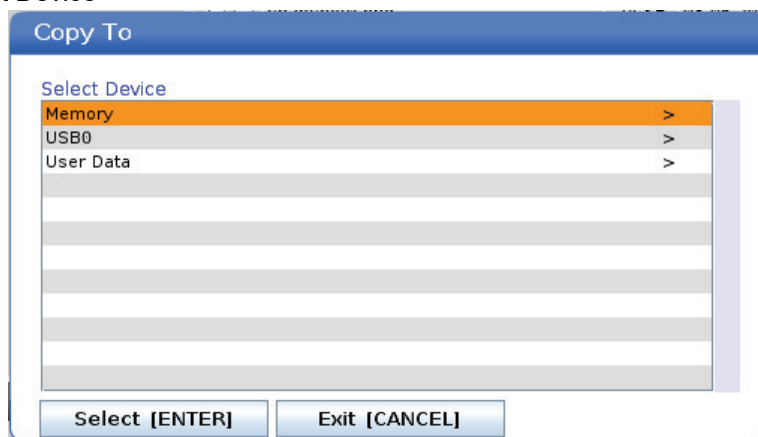 Copy To
Select Device
Memory >
USB0 >
User Data >
Select [ENTER] Exit [CANCEL]